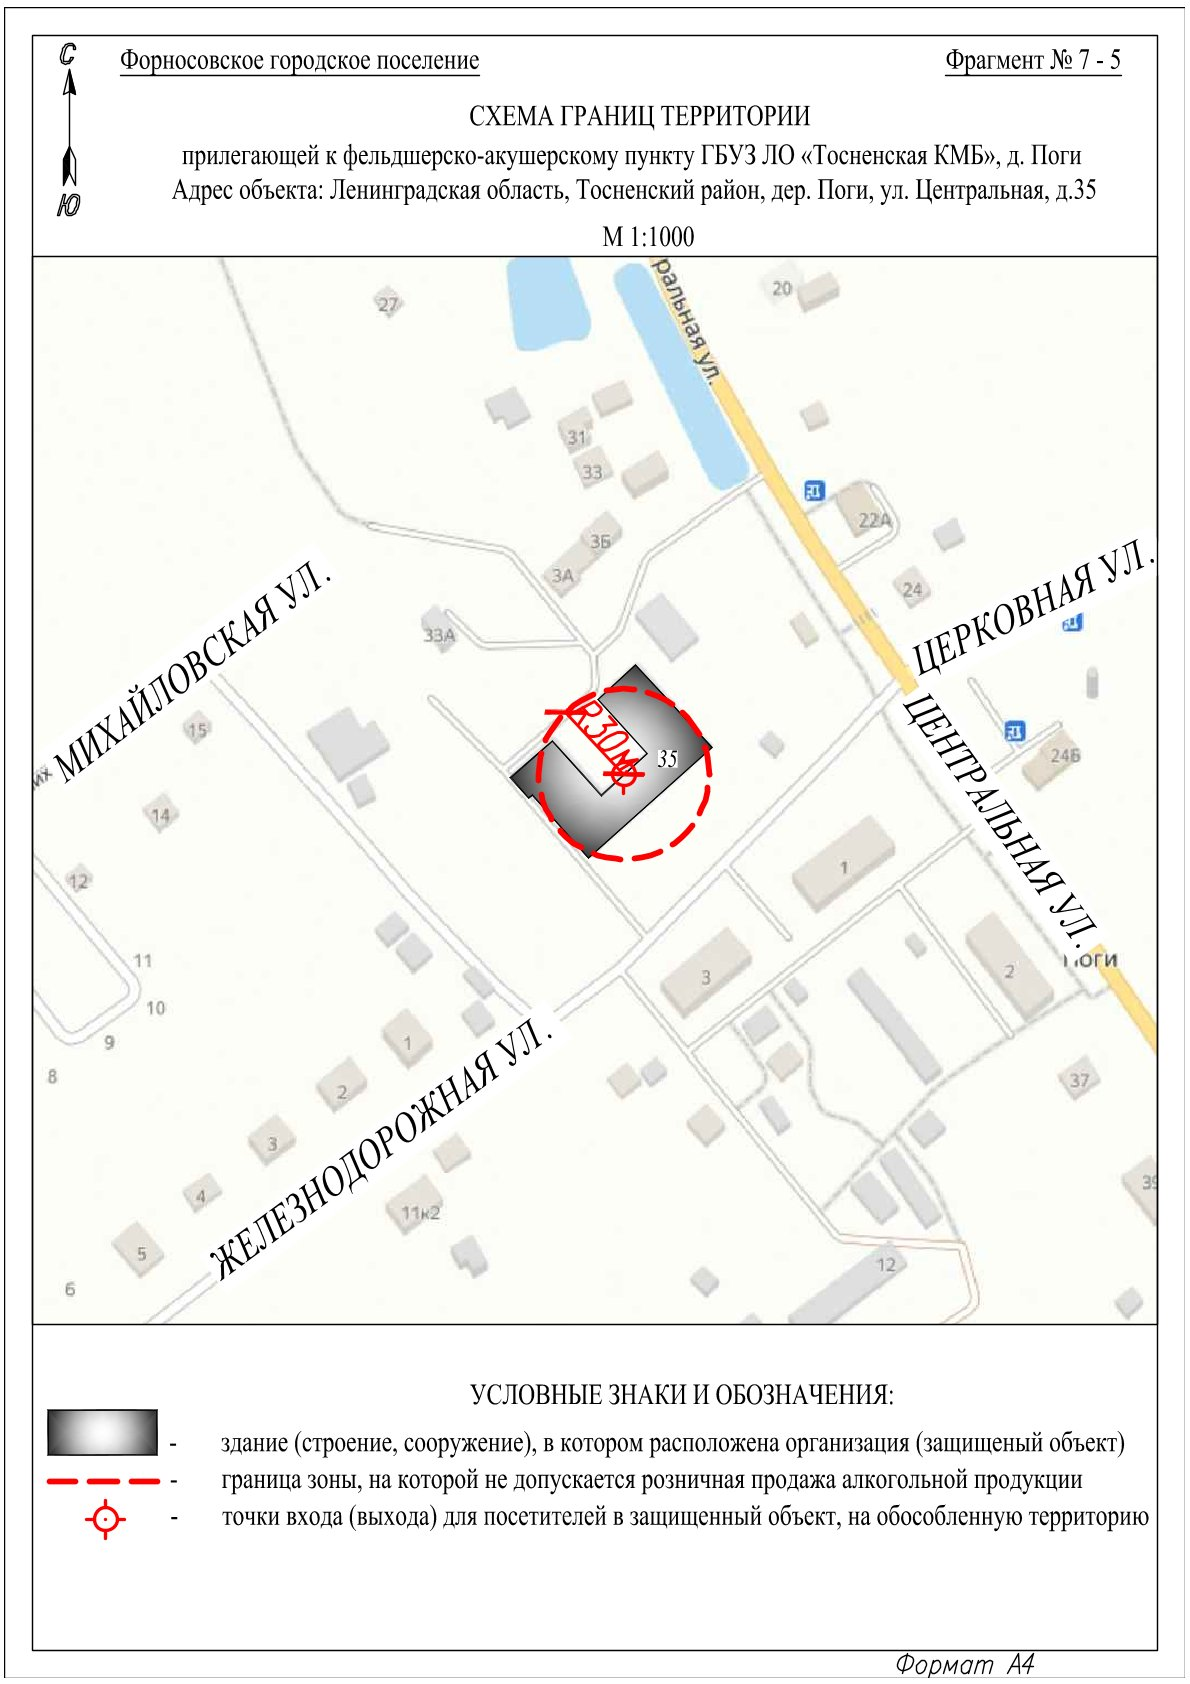 С
Форносовское городское поселение
Фрагмент № 7 - 5
СХЕМА ГРАНИЦ ТЕРРИТОРИИ
прилегающей к фельдшерско-акушерскому пункту ГБУЗ ЛО «Тосненская КМБ», д. Поги
Адрес объекта: Ленинградская область, Тосненский район, дер. Поги, ул. Центральная, д.35
Ю
М 1:1000
ральная ул.
20
27
31
33
22А
3Б
3А
24
ЦЕРКОВНАЯ УЛ.
33А
МИХАЙЛОВСКАЯ УЛ.
15
R30м
35
ЦЕНТРАЛЬНАЯ УЛ.
24Б
их
14
12
1
11
3
2
10
9
1
8
2
37
3
4
39
11к2
5
12
6
ЖЕЛЕЗНОДОРОЖНАЯ УЛ.
УСЛОВНЫЕ ЗНАКИ И ОБОЗНАЧЕНИЯ:
- здание (строение, сооружение), в котором расположена организация (защищеный объект)
- граница зоны, на которой не допускается розничная продажа алкогольной продукции
- точки входа (выхода) для посетителей в защищенный объект, на обособленную территорию
Формат А4